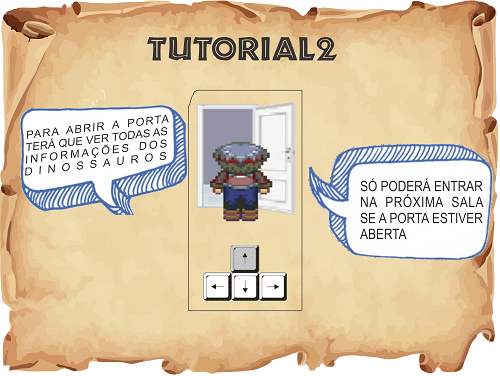 TUTORIAL2
PARA ABRIR A PORTA
TERÁ QUE VER TODAS AS
INFORMAÇÕES DOS
DINOSSAUROS
SÓ PODERÁ ENTRAR
NA PRÓXIMA SALA
SE A PORTA ESTIVER
ABERTA
↑
← ↓ →